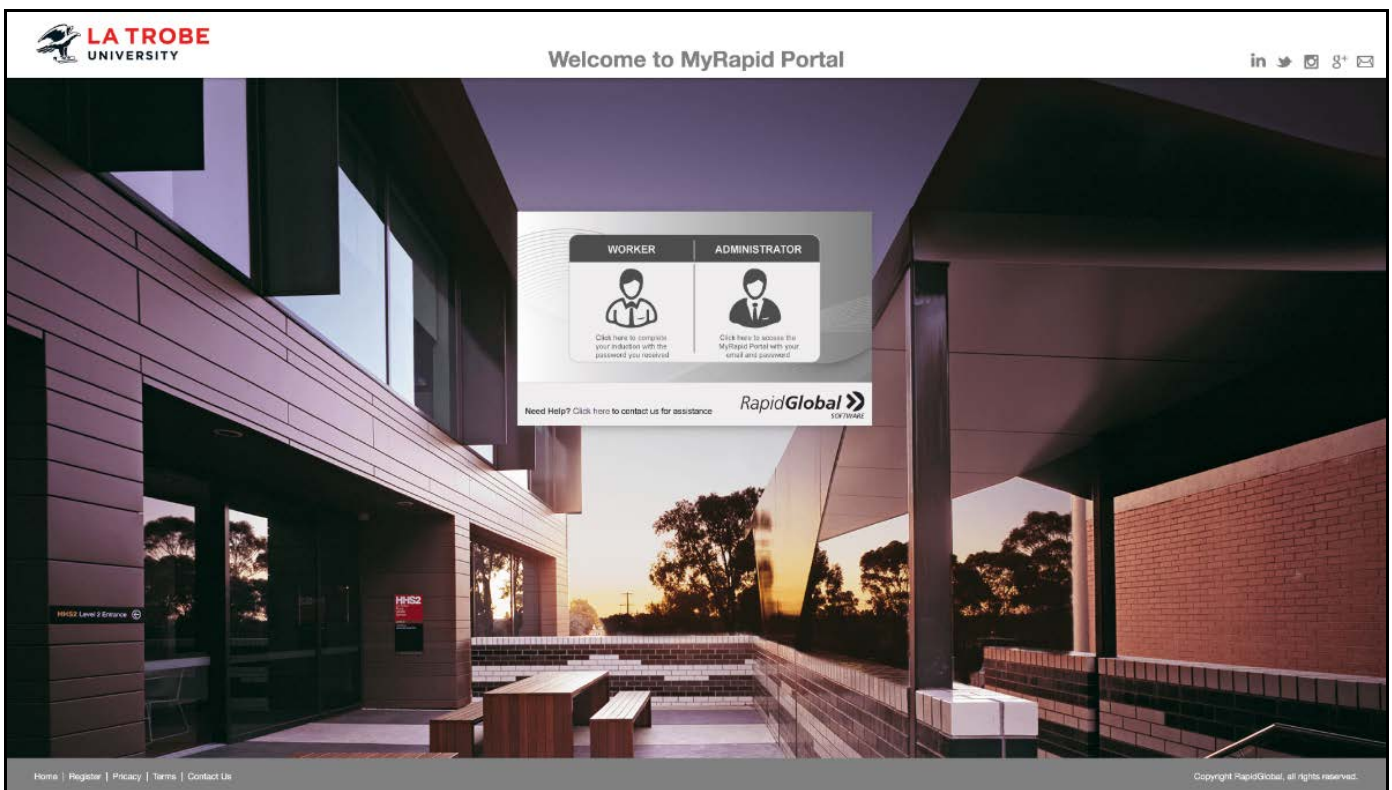 LA TROBE
UNIVERSITY
Welcome to MyRapid Portal
in g+
WORKER
ADMINISTRATOR
Click here to complete
your induction with the
password you received
Click here to access the
MyRapid Portal with your
email and password
Need Help? Click here to contact us for assistance
RapidGlobal
SOFTWARE
HHS2 Level 2 Entrance
HHS2
Home | Register | Pricacy | Terms | Contact Us
Copyright RapidGlobal, all rights reserved.